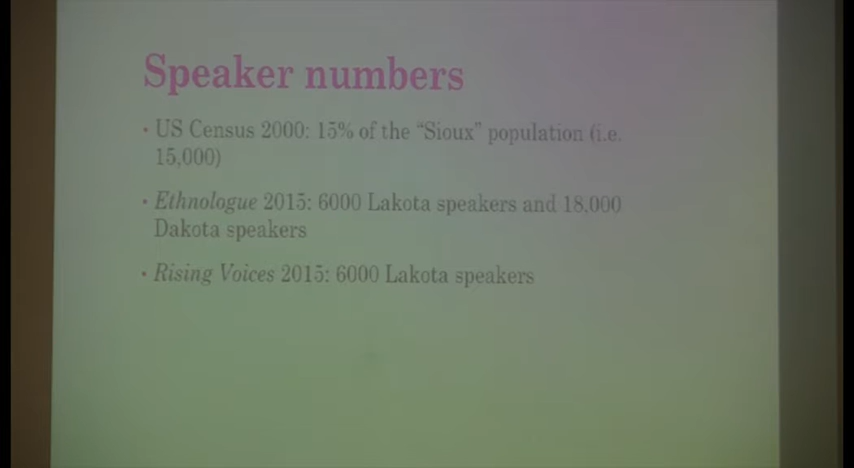 Speaker numbers
• US Census 2000: 15% of the “Sioux” population (i.e.
15,000)
• Ethnologue 2015: 6000 Lakota speakers and 18,000
Dakota speakers
• Rising Voices 2015: 6000 Lakota speakers